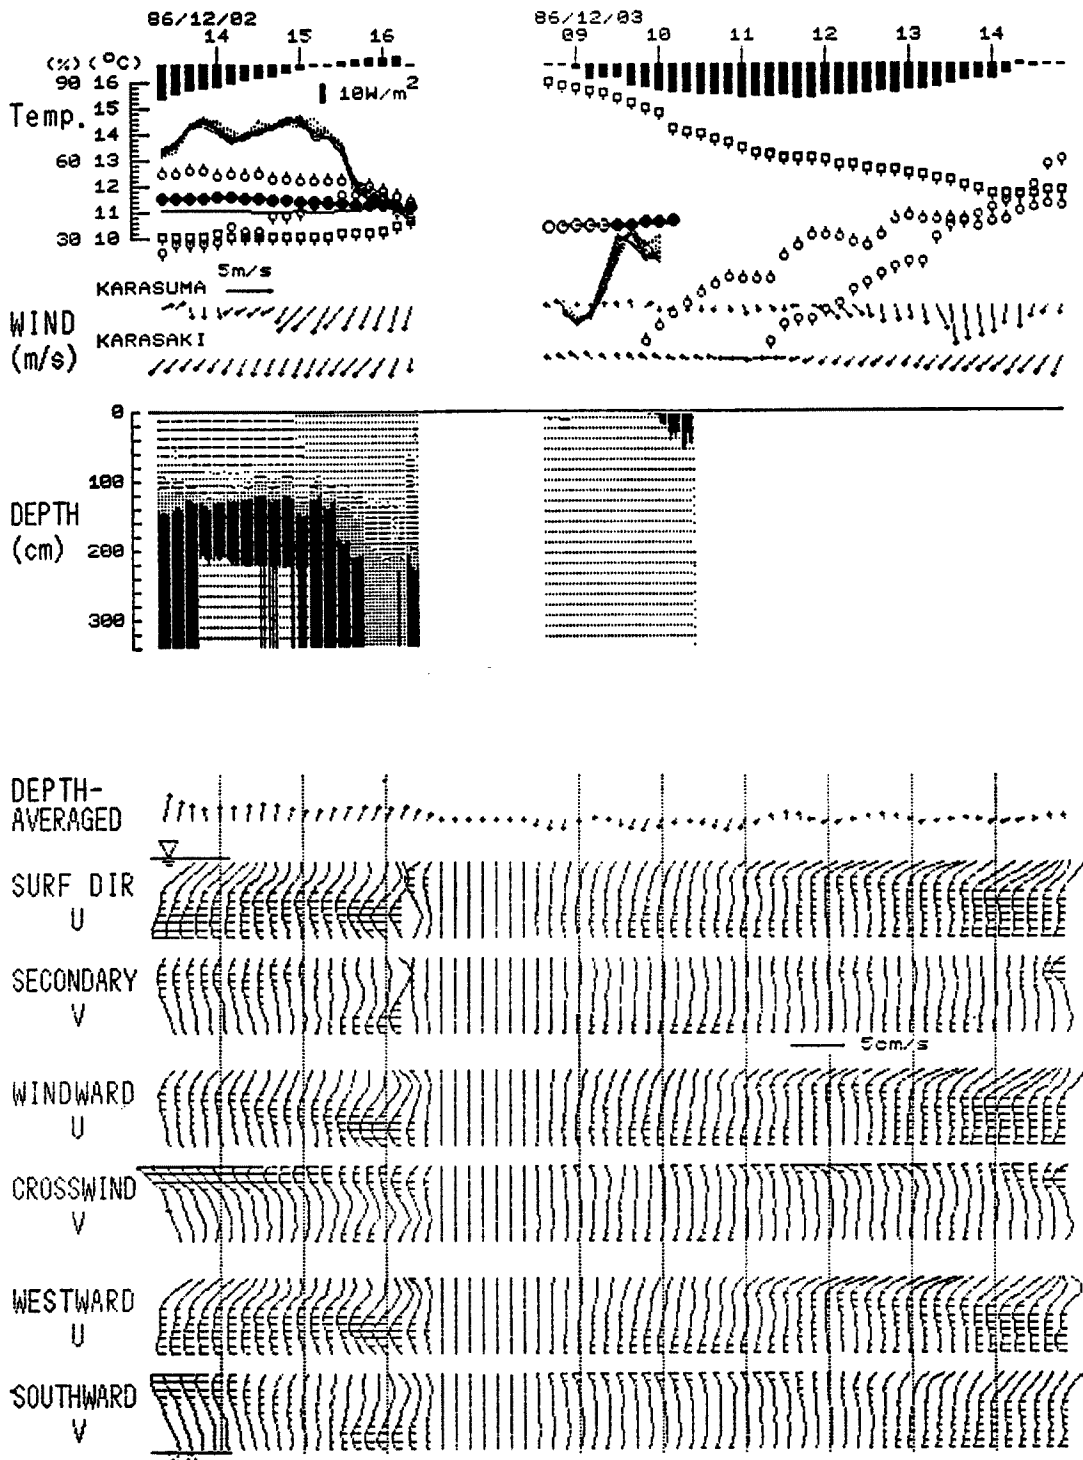 86/12/02
86/12/03
14 15 16
09 10 11 12 13 14
(%) (°C)
90 16
10W/m²
15
Temp.
14
60 13
12
11
30 10
5m/s
KARASUMA
WIND
(m/s)
KARASAKI
0
100
DEPTH
(cm)
200
300
DEPTH-
AVERAGED
SURF DIR
U
SECONDARY
V
5cm/s
WINDWARD
U
CROSSWIND
V
WESTWARD
U
SOUTHWARD
V